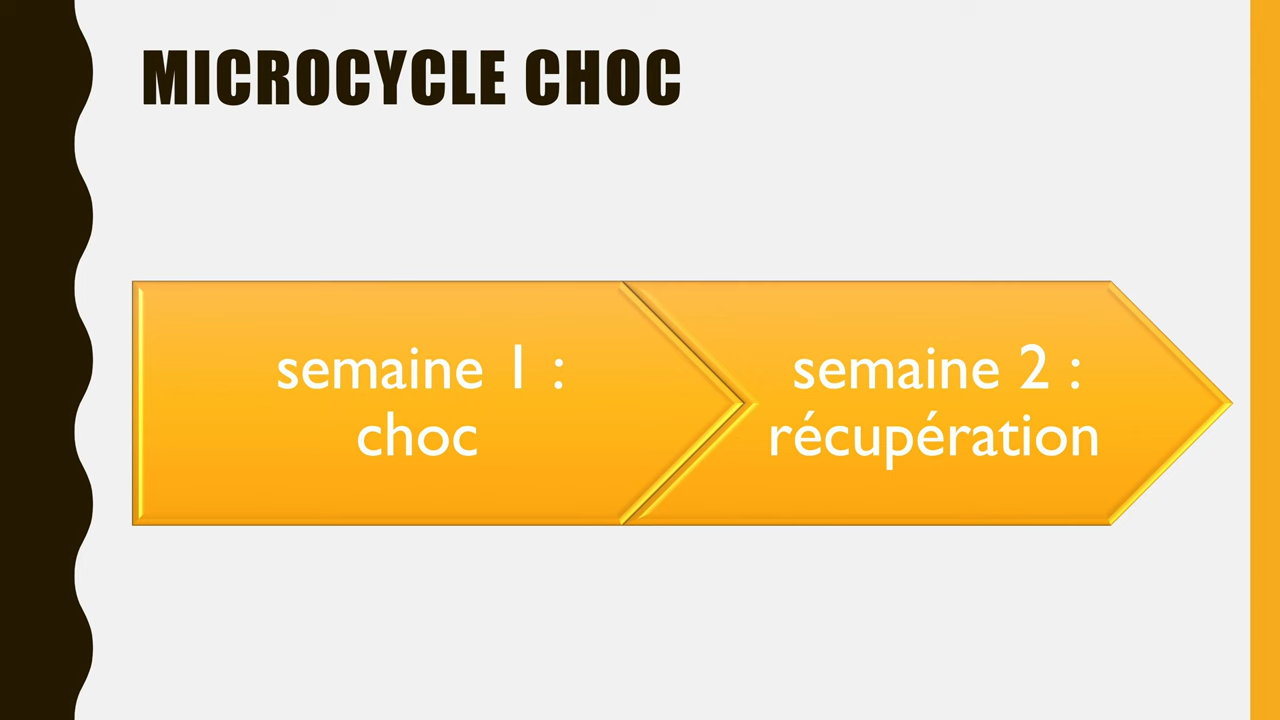 MICROCYCLE CHOC
semaine 1 :
choc
semaine 2 :
récupération